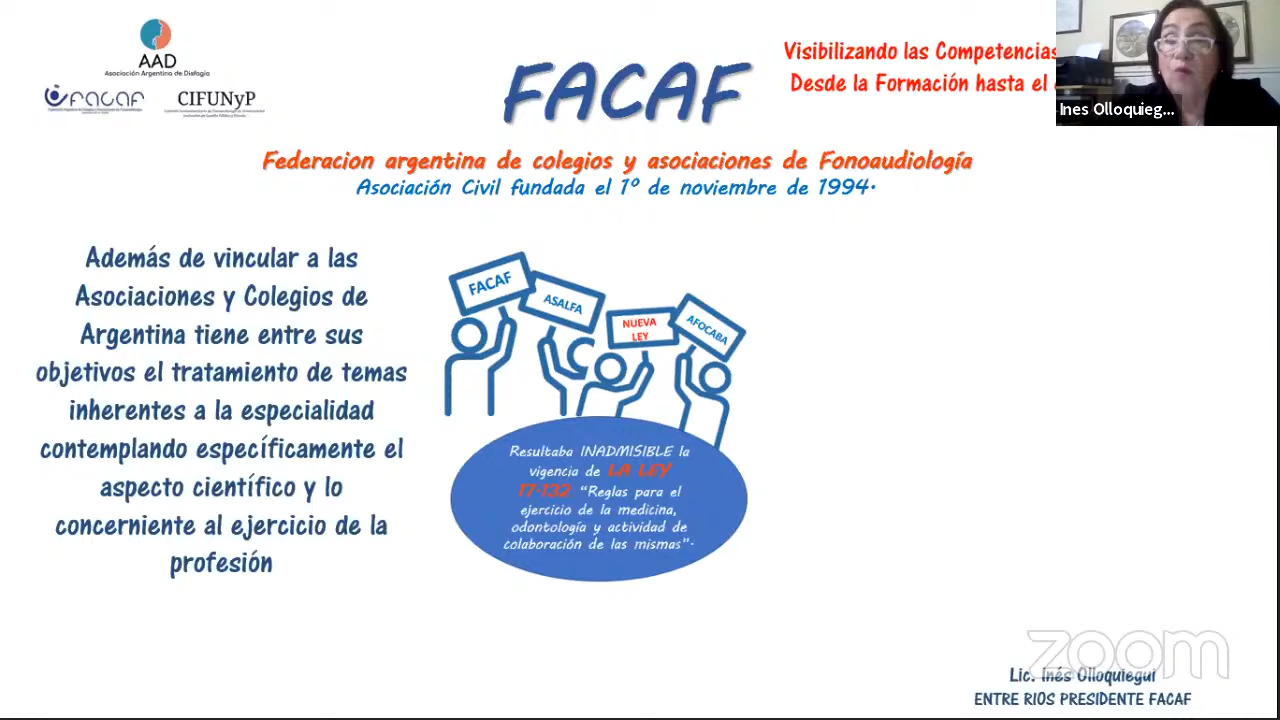 AAD
Asociación Argentina de Disfagia
FACAF
CIFUNyP
FACAF
Visibilizando las Competencias
Desde la Formación hasta el
Ines Olloquieg...
Federacion argentina de colegios y asociaciones de Fonoaudiología
Asociación Civil fundada el 1º de noviembre de 1994.
Además de vincular a las
Asociaciones y Colegios de
Argentina tiene entre sus
objetivos el tratamiento de temas
inherentes a la especialidad
contemplando específicamente el
aspecto científico y lo
concerniente al ejercicio de la
profesión
FACAF
ASALFA
NUEVA
LEY
AFOCABA
Resultaba INADMISIBLE la
vigencia de LA LEY
17-132 “Reglas para el
ejercicio de la medicina,
odontología y actividad de
colaboración de las mismas”.
zoom
Lic. Inés Olloquiegui
ENTRE RIOS PRESIDENTE FACAF